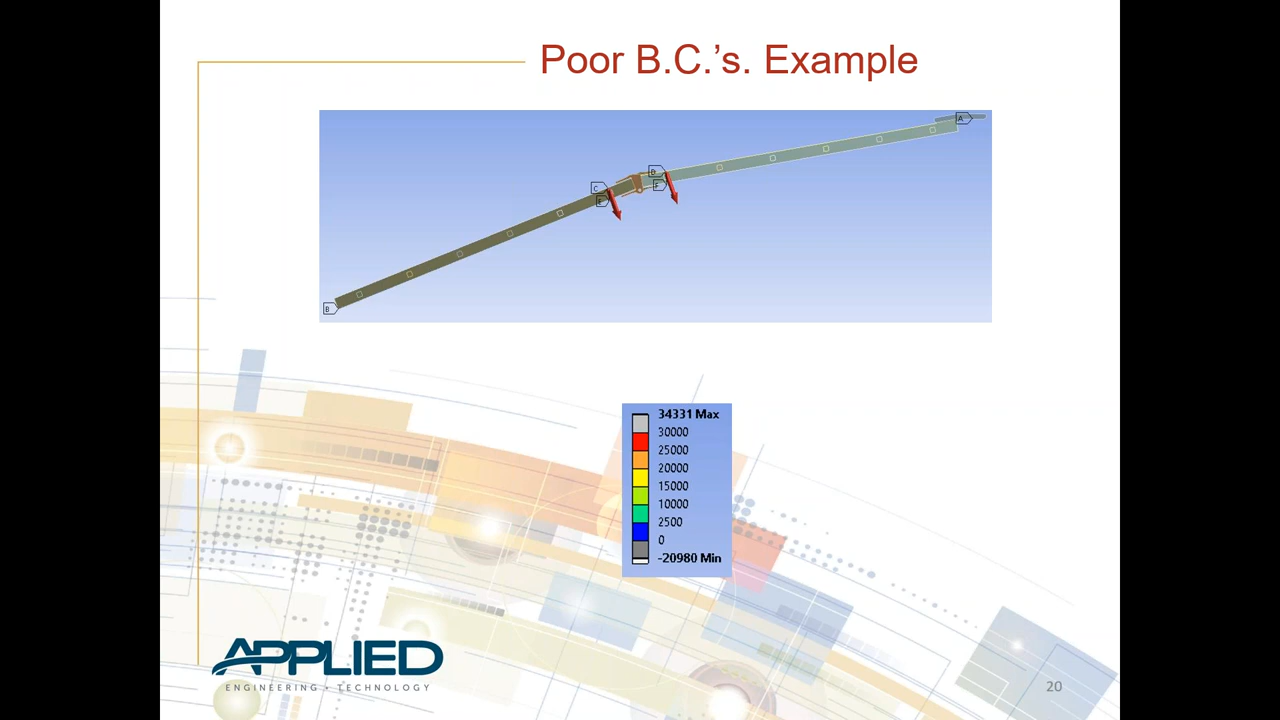 Poor B.C.'s. Example
A
D
C
F
E
B
34331 Max
30000
25000
20000
15000
10000
2500
0
-20980 Min
APPLIED
ENGINEERING • TECHNOLOGY
20